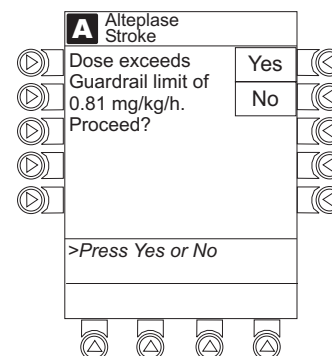 A Alteplase
Stroke
Dose exceeds
Guardrail limit of
0.81 mg/kg/h.
Proceed?
Yes
No
>Press Yes or No